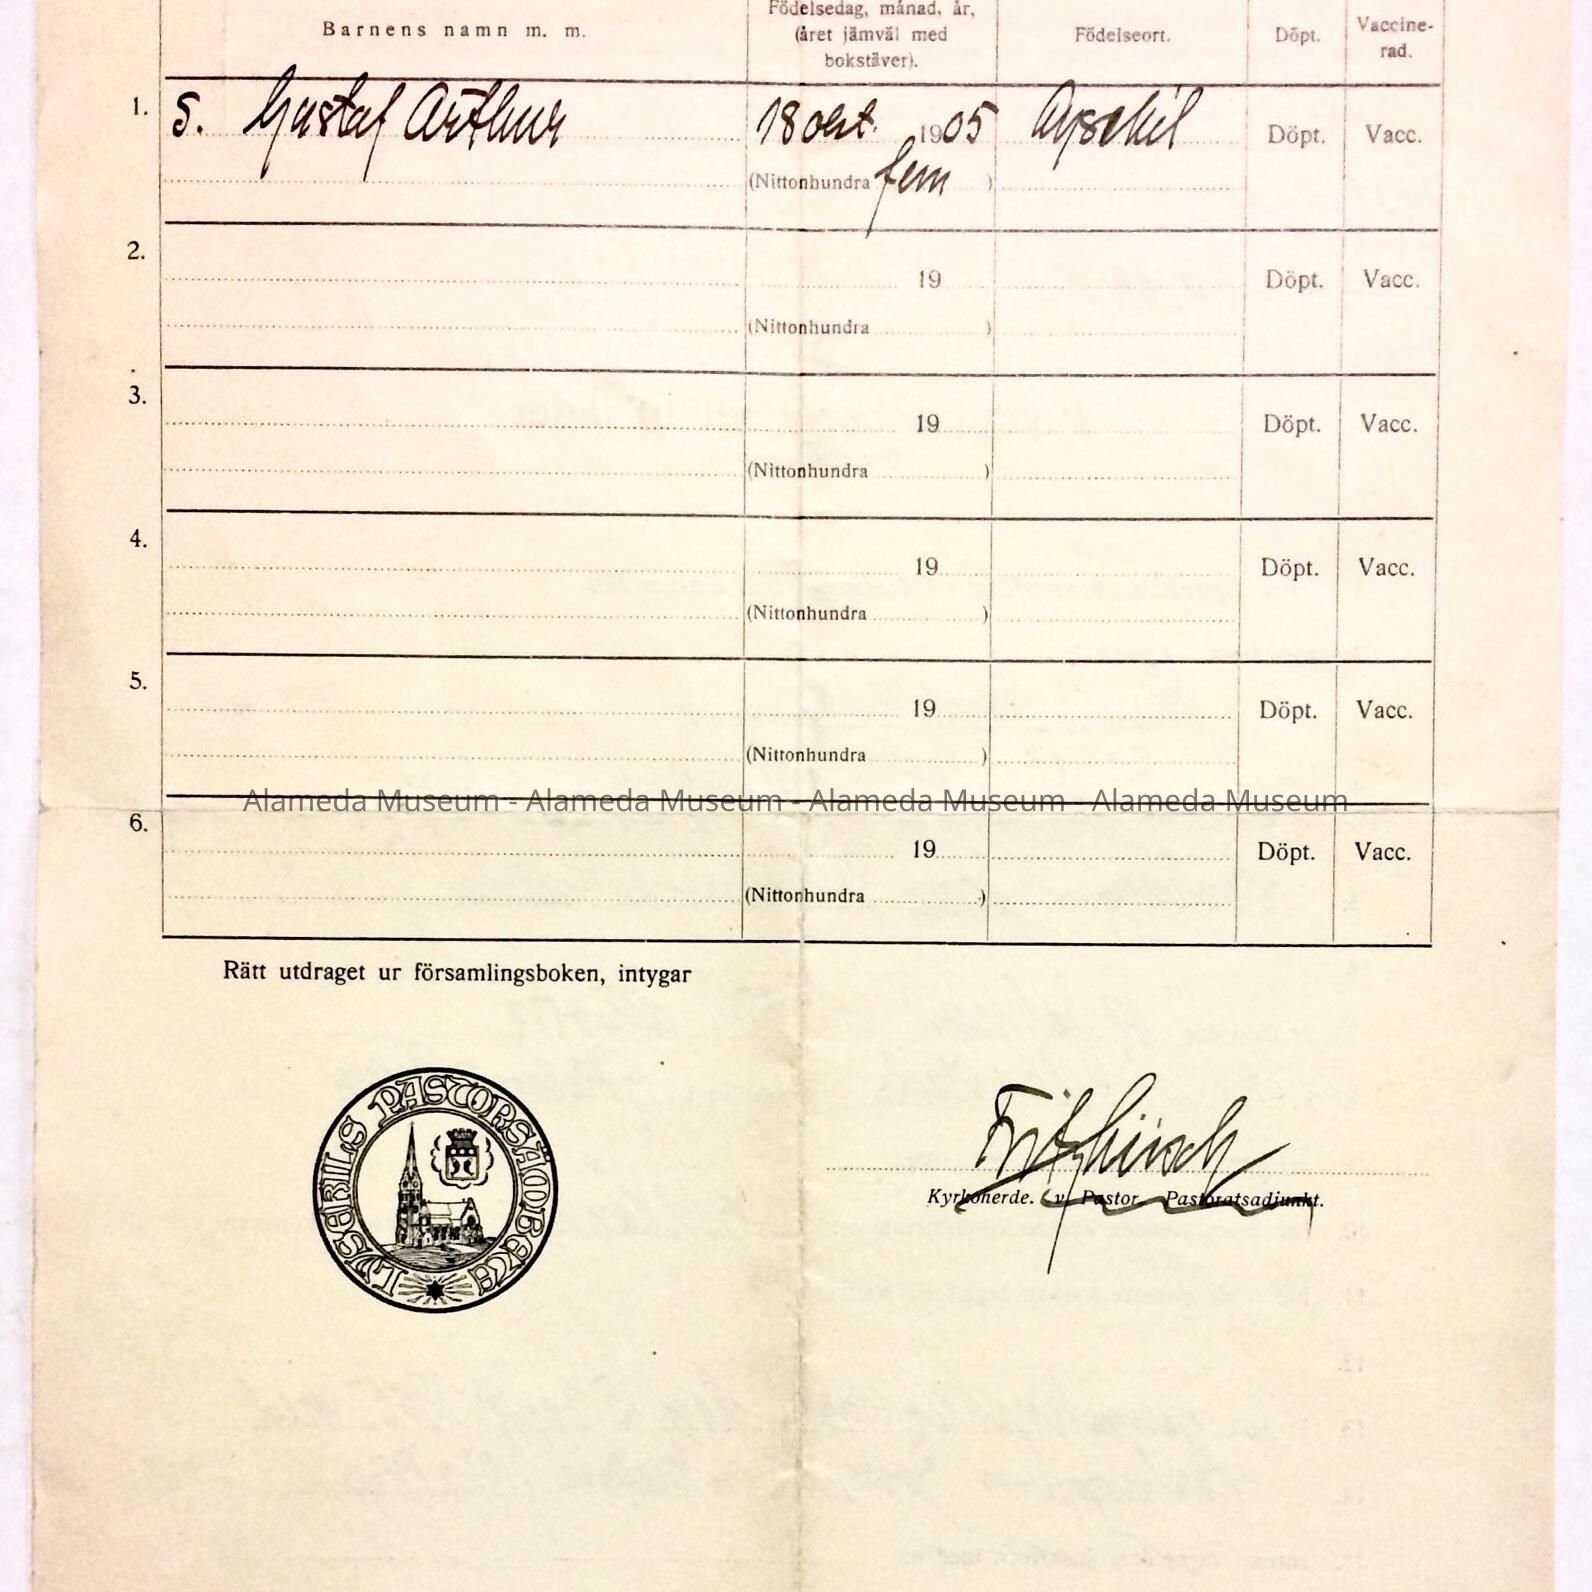 Barnens namn m. m.
Födelsedag, månad, år,
(året jämväl med
bokstäver).
Födelseort.
Döpt.
Vaccine-
rad.
1. S. Gustaf Arthur 18 okt. 1905 Lysekil Döpt. Vacc.
(Nittonhundra fem )
2. 19 Döpt. Vacc.
(Nittonhundra )
3. 19 Döpt. Vacc.
(Nittonhundra )
4. 19 Döpt. Vacc.
(Nittonhundra )
5. 19 Döpt. Vacc.
(Nittonhundra )
Alameda Museum - Alameda Museum - Alameda Museum - Alameda Museum
6. 19 Döpt. Vacc.
(Nittonhundra )
Rätt utdraget ur församlingsboken, intygar
LYSEKILS PASTORSÄMBETE
Kyrkoherde. v. Pastor. Pastoratsadjunkt.